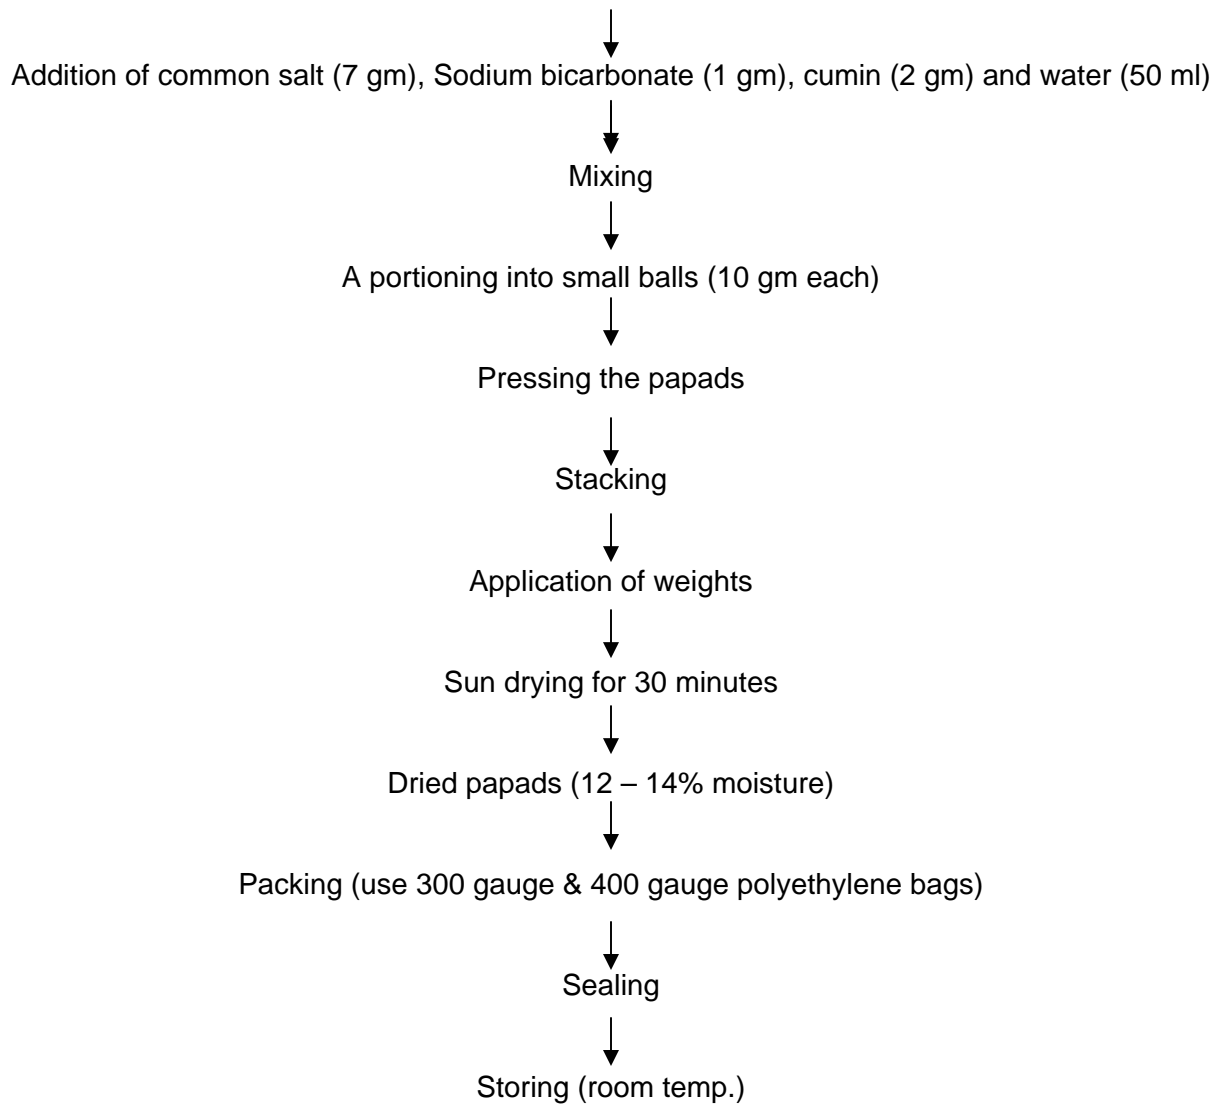 Addition of common salt (7 gm), Sodium bicarbonate (1 gm), cumin (2 gm) and water (50 ml)
Mixing
A portioning into small balls (10 gm each)
Pressing the papads
Stacking
Application of weights
Sun drying for 30 minutes
Dried papads (12 – 14% moisture)
Packing (use 300 gauge & 400 gauge polyethylene bags)
Sealing
Storing (room temp.)